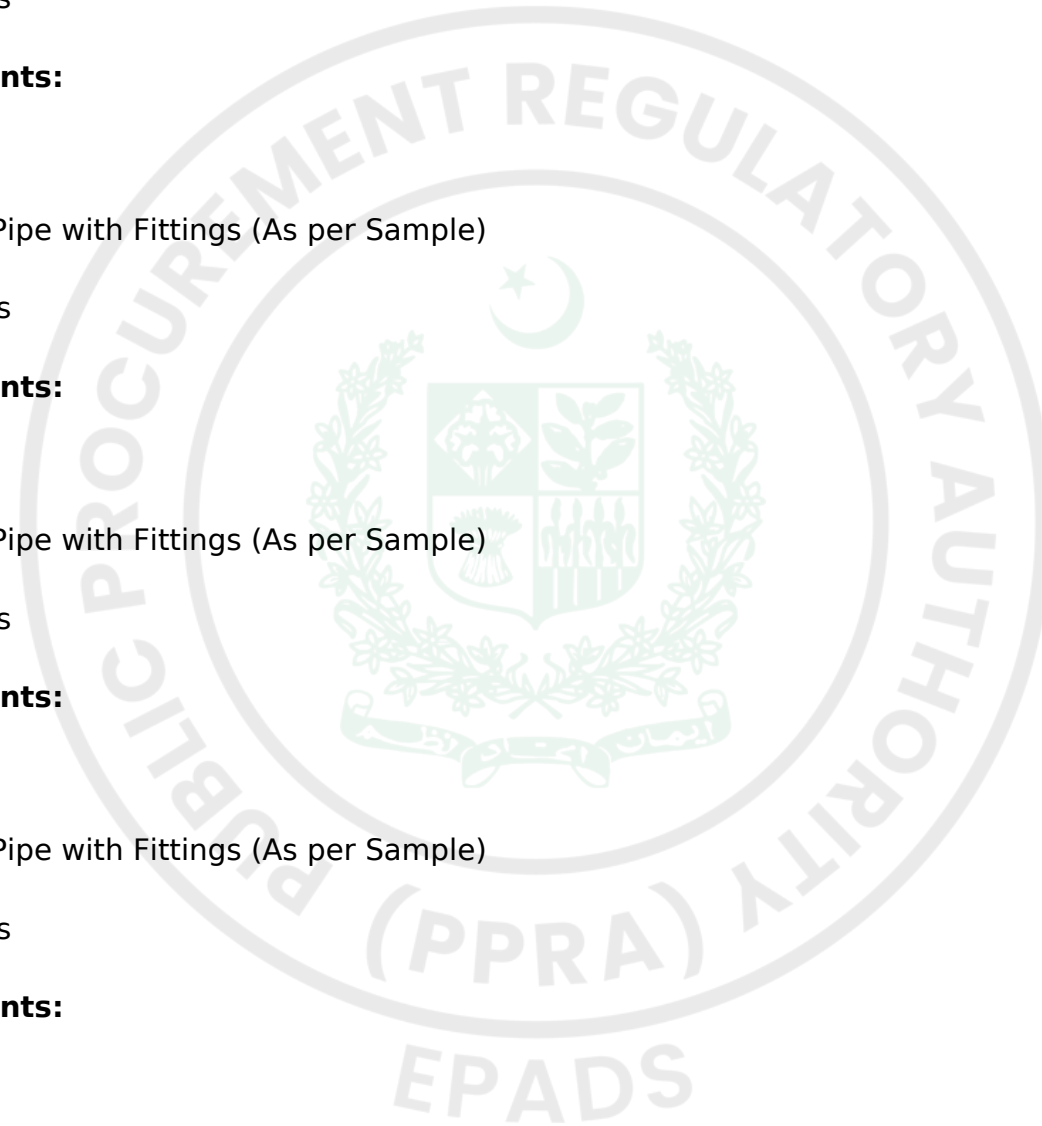 s
nts:
Pipe with Fittings (As per Sample)
s
nts:
Pipe with Fittings (As per Sample)
s
nts:
Pipe with Fittings (As per Sample)
s
nts:
PUBLIC PROCUREMENT REGULATORY AUTHORITY
(PPRA)
EPADS